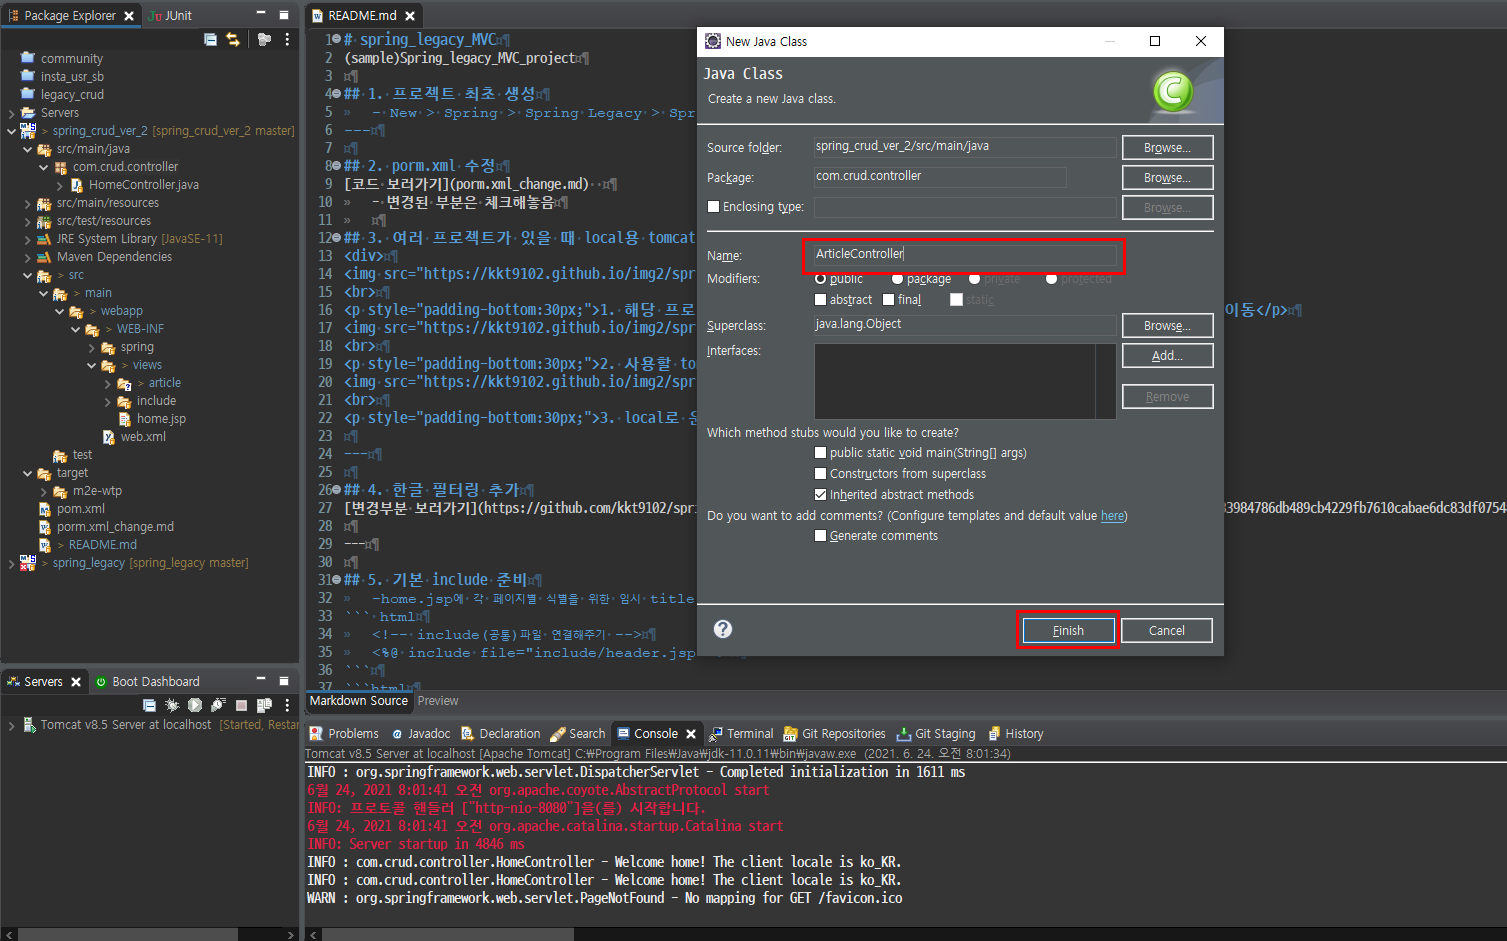 Package Explorer
JUnit
community
insta_usr_sb
legacy_crud
Servers
> spring_crud_ver_2 [spring_crud_ver_2 master]
src/main/java
com.crud.controller
HomeController.java
src/main/resources
src/test/resources
JRE System Library [JavaSE-11]
Maven Dependencies
> src
> main
> webapp
> WEB-INF
spring
> views
> article
include
home.jsp
web.xml
test
target
m2e-wtp
pom.xml
porm.xml_change.md
> README.md
> spring_legacy [spring_legacy master]
Servers
Boot Dashboard
Tomcat v8.5 Server at localhost [Started, Restar
README.md
1 # spring_legacy_MVC
2 (sample)Spring_legacy_MVC_project
3
4 ## 1. 프로젝트 최초 생성
5 - New > Spring > Spring Legacy > Spr
6 ---
7
8 ## 2. porm.xml 수정
9 [코드 보러가기](porm.xml_change.md)
10 - 변경된 부분은 체크해놓음
11
12 ## 3. 여러 프로젝트가 있을 때 local용 tomcat
13 <div>
14 <img src="https://kkt9102.github.io/img2/spr
15 <br>
16 <p style="padding-bottom:30px;">1. 해당 프로 이동</p>
17 <img src="https://kkt9102.github.io/img2/spr
18 <br>
19 <p style="padding-bottom:30px;">2. 사용할 to
20 <img src="https://kkt9102.github.io/img2/spr
21 <br>
22 <p style="padding-bottom:30px;">3. local로
23
24 ---
25
26 ## 4. 한글 필터링 추가
27 [변경부분 보러가기](https://github.com/kkt9102/spri 83984786db489cb4229fb7610cabae6dc83df0754
28
29 ---
30
31 ## 5. 기본 include 준비
32 -home.jsp에 각 페이지별 식별을 위한 임시 title
33 ``` html
34 <!-- include(공통)파일 연결해주기 -->
35 <%@ include file="include/header.jsp
36 ```
37 ```html
Markdown Source
Preview
New Java Class
Java Class
Create a new Java class.
Source folder: spring_crud_ver_2/src/main/java Browse...
Package: com.crud.controller Browse...
Enclosing type: Browse...
Name: ArticleController
Modifiers: public package private protected
abstract final static
Superclass: java.lang.Object Browse...
Interfaces: Add...
Remove
Which method stubs would you like to create?
public static void main(String[] args)
Constructors from superclass
Inherited abstract methods
Do you want to add comments? (Configure templates and default value here)
Generate comments
?
Finish
Cancel
Problems
Javadoc
Declaration
Search
Console
Terminal
Git Repositories
Git Staging
History
Tomcat v8.5 Server at localhost [Apache Tomcat] C:₩Program Files₩Java₩jdk-11.0.11₩bin₩javaw.exe (2021. 6. 24. 오전 8:01:34)
INFO : org.springframework.web.servlet.DispatcherServlet - Completed initialization in 1611 ms
6월 24, 2021 8:01:41 오전 org.apache.coyote.AbstractProtocol start
INFO: 프로토콜 핸들러 ["http-nio-8080"]을(를) 시작합니다.
6월 24, 2021 8:01:41 오전 org.apache.catalina.startup.Catalina start
INFO: Server startup in 4846 ms
INFO : com.crud.controller.HomeController - Welcome home! The client locale is ko_KR.
INFO : com.crud.controller.HomeController - Welcome home! The client locale is ko_KR.
WARN : org.springframework.web.servlet.PageNotFound - No mapping for GET /favicon.ico